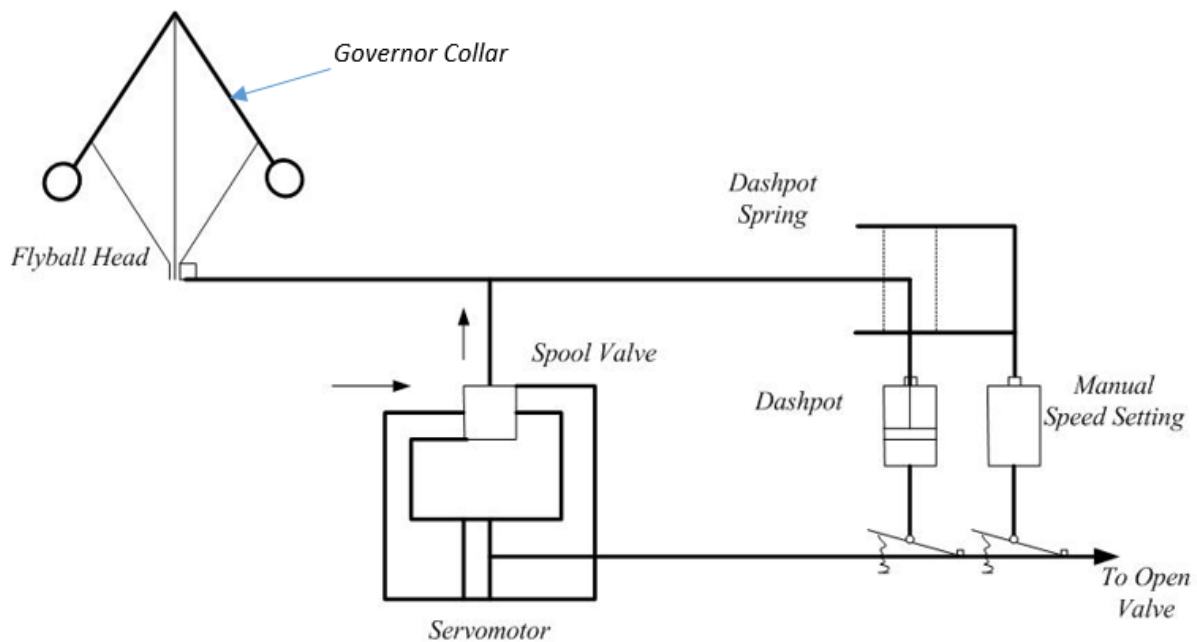 Governor Collar
Dashpot
Spring
Flyball Head
Spool Valve
Dashpot
Manual
Speed Setting
To Open
Valve
Servomotor